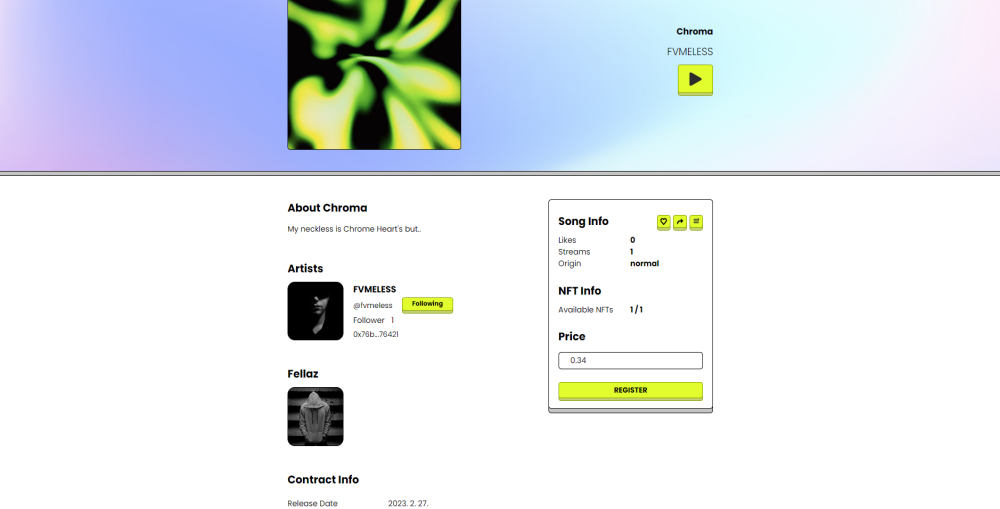 Chroma
FVMELESS
About Chroma
My neckless is Chrome Heart's but..
Artists
FVMELESS
@fvmeless Following
Follower 1
0x76b...76421
Fellaz
Contract Info
Release Date 2023. 2. 27.
Song Info
Likes 0
Streams 1
Origin normal
NFT Info
Available NFTs 1 / 1
Price
0.34
REGISTER